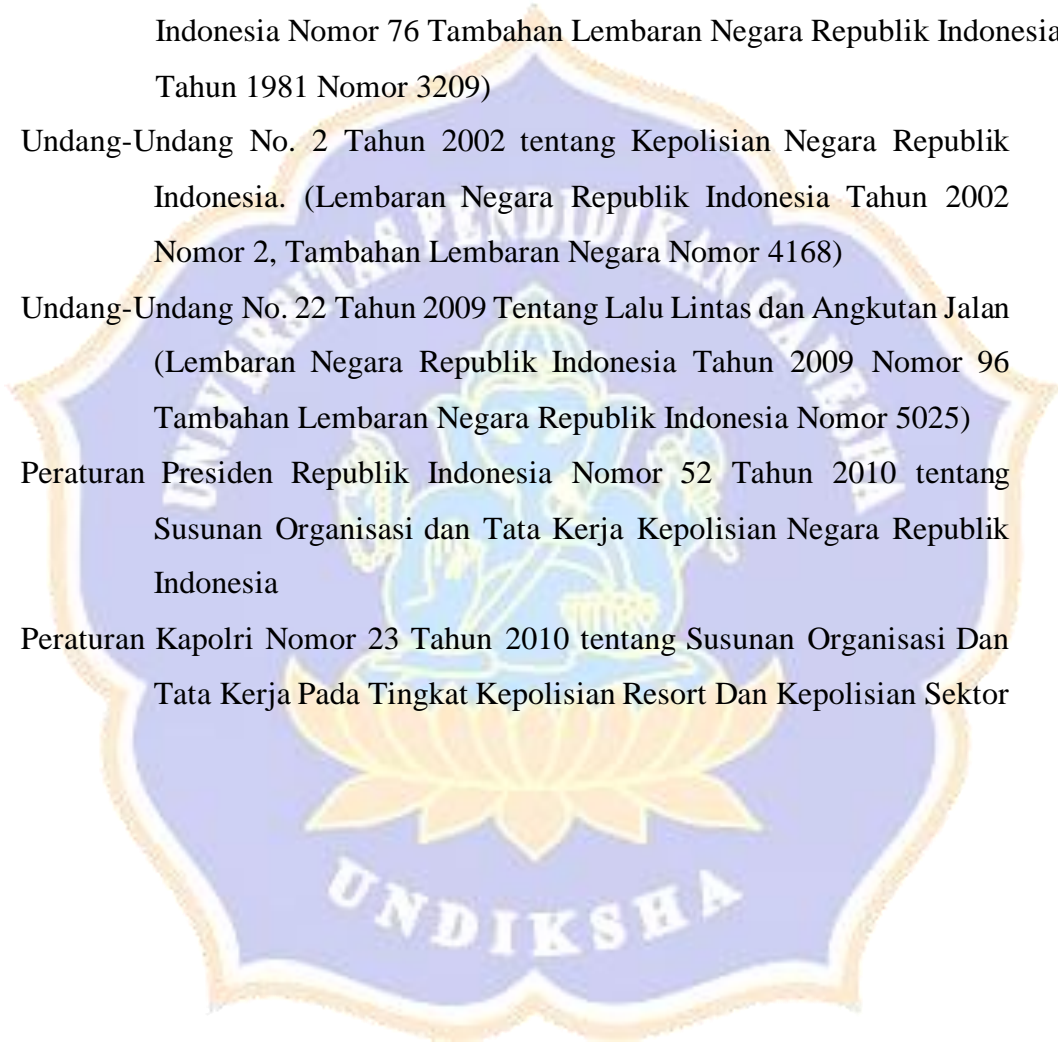 Indonesia Nomor 76 Tambahan Lembaran Negara Republik Indonesia
Tahun 1981 Nomor 3209)
Undang-Undang No. 2 Tahun 2002 tentang Kepolisian Negara Republik
Indonesia. (Lembaran Negara Republik Indonesia Tahun 2002
Nomor 2, Tambahan Lembaran Negara Nomor 4168)
Undang-Undang No. 22 Tahun 2009 Tentang Lalu Lintas dan Angkutan Jalan
(Lembaran Negara Republik Indonesia Tahun 2009 Nomor 96
Tambahan Lembaran Negara Republik Indonesia Nomor 5025)
Peraturan Presiden Republik Indonesia Nomor 52 Tahun 2010 tentang
Susunan Organisasi dan Tata Kerja Kepolisian Negara Republik
Indonesia
Peraturan Kapolri Nomor 23 Tahun 2010 tentang Susunan Organisasi Dan
Tata Kerja Pada Tingkat Kepolisian Resort Dan Kepolisian Sektor
UNIVERSITAS PENDIDIKAN GANESHA
UNDIKSHA